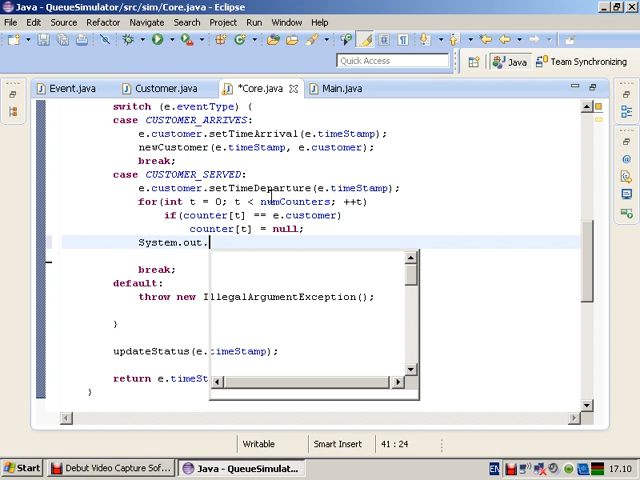 Java - QueueSimulator/src/sim/Core.java - Eclipse
File Edit Source Refactor Navigate Search Project Run Window Help
Quick Access
Java
Team Synchronizing
Event.java
Customer.java
*Core.java
Main.java
switch (e.eventType) {
case CUSTOMER_ARRIVES:
e.customer.setTimeArrival(e.timeStamp);
newCustomer(e.timeStamp, e.customer);
break;
case CUSTOMER_SERVED:
e.customer.setTimeDeparture(e.timeStamp);
for(int t = 0; t < numCounters; ++t)
if(counter[t] == e.customer)
counter[t] = null;
System.out.
break;
default:
throw new IllegalArgumentException();
}
updateStatus(e.timeStamp);
return e.timeSt
}
Writable
Smart Insert
41 : 24
Start
Debut Video Capture Sof...
Java - QueueSimulat...
EN
17.10